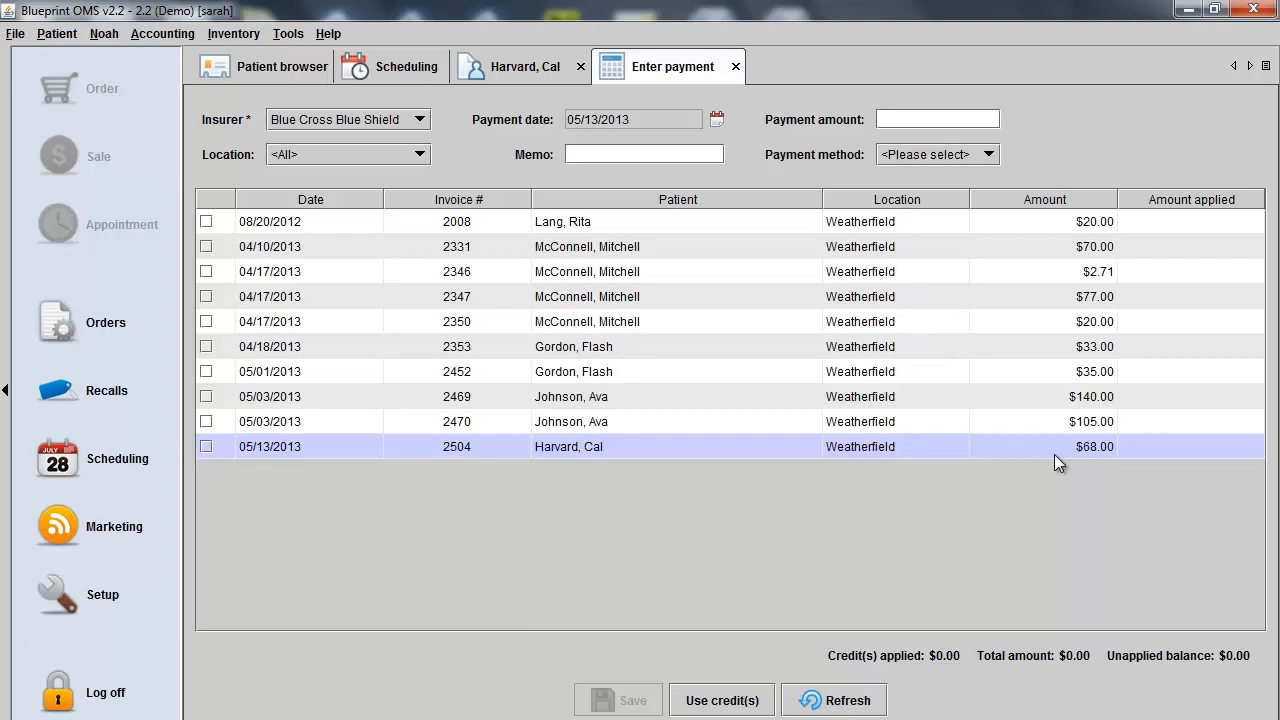 Blueprint OMS v2.2 - 2.2 (Demo) [sarah]
File Patient Noah Accounting Inventory Tools Help
Order
Sale
Appointment
Orders
Recalls
JULY
28
Scheduling
Marketing
Setup
Log off
Patient browser Scheduling Harvard, Cal Enter payment
Insurer * Blue Cross Blue Shield Payment date: 05/13/2013 Payment amount:
Location: <All> Memo: Payment method: <Please select>
Date Invoice # Patient Location Amount Amount applied
08/20/2012 2008 Lang, Rita Weatherfield $20.00
04/10/2013 2331 McConnell, Mitchell Weatherfield $70.00
04/17/2013 2346 McConnell, Mitchell Weatherfield $2.71
04/17/2013 2347 McConnell, Mitchell Weatherfield $77.00
04/17/2013 2350 McConnell, Mitchell Weatherfield $20.00
04/18/2013 2353 Gordon, Flash Weatherfield $33.00
05/01/2013 2452 Gordon, Flash Weatherfield $35.00
05/03/2013 2469 Johnson, Ava Weatherfield $140.00
05/03/2013 2470 Johnson, Ava Weatherfield $105.00
05/13/2013 2504 Harvard, Cal Weatherfield $68.00
Credit(s) applied: $0.00 Total amount: $0.00 Unapplied balance: $0.00
Save Use credit(s) Refresh